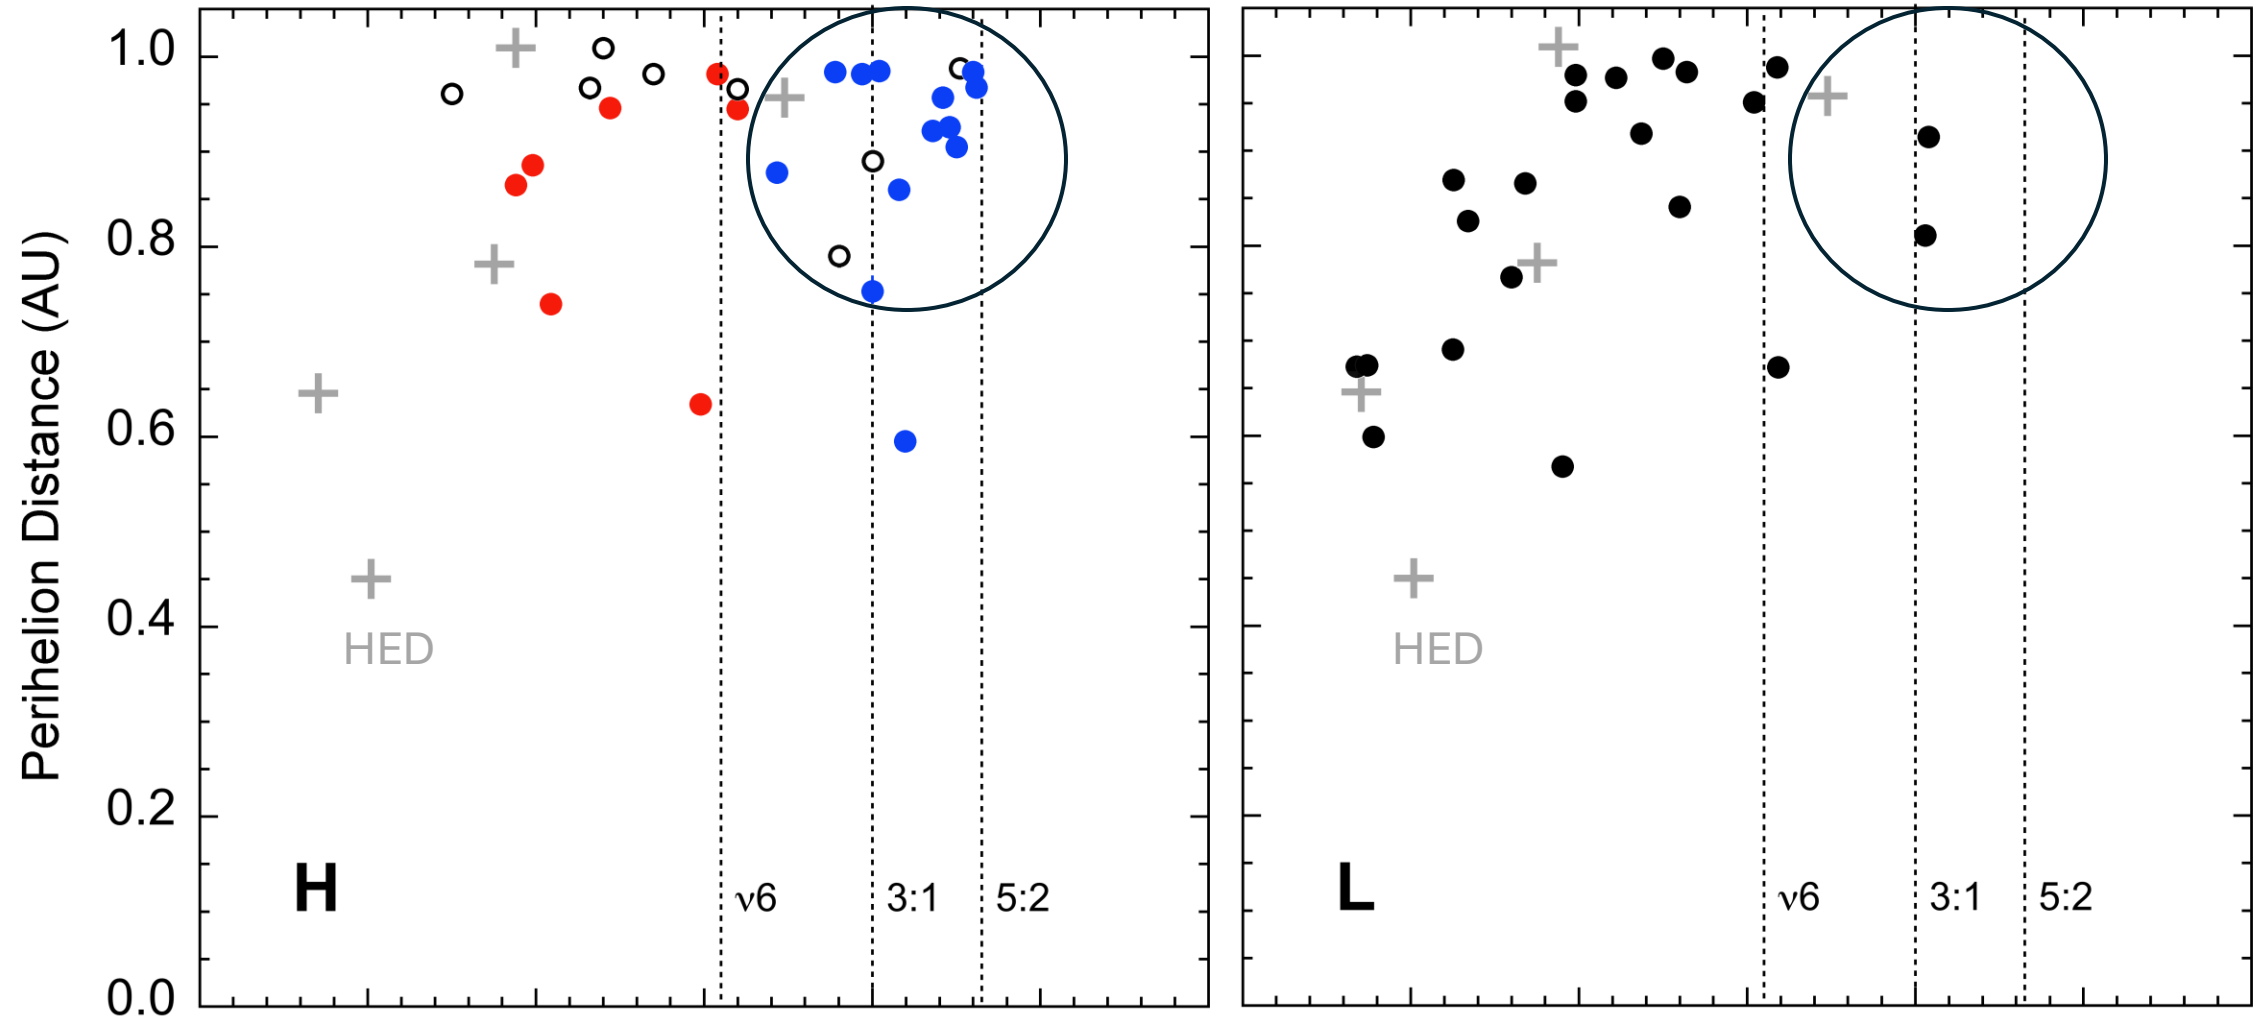 Perihelion Distance (AU)
1.0
0.8
0.6
0.4
0.2
0.0
HED
H
ν6
3:1
5:2
HED
L
ν6
3:1
5:2